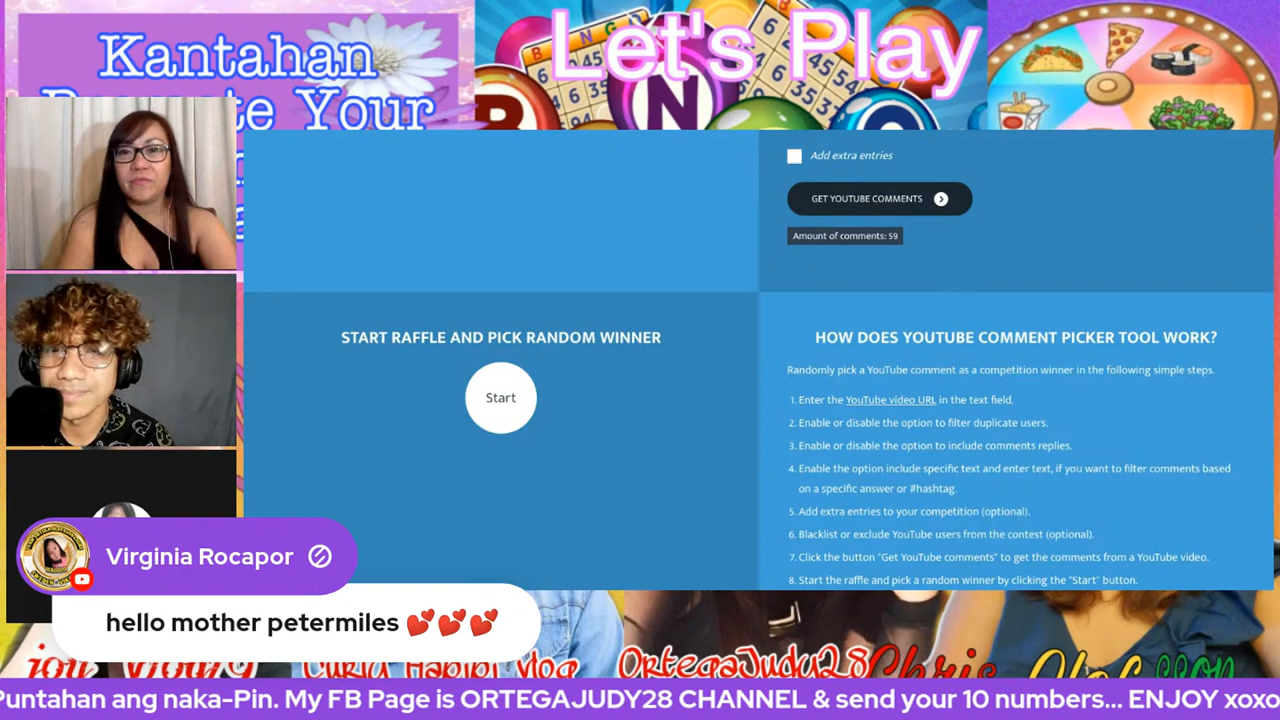 Kantahan
Promote Your
Let's Play
B I N G O
N
Add extra entries
GET YOUTUBE COMMENTS
Amount of comments: 59
START RAFFLE AND PICK RANDOM WINNER
Start
HOW DOES YOUTUBE COMMENT PICKER TOOL WORK?
Randomly pick a YouTube comment as a competition winner in the following simple steps.
1. Enter the YouTube video URL in the text field.
2. Enable or disable the option to filter duplicate users.
3. Enable or disable the option to include comments replies.
4. Enable the option include specific text and enter text, if you want to filter comments based
on a specific answer or #hashtag.
5. Add extra entries to your competition (optional).
6. Blacklist or exclude YouTube users from the contest (optional).
7. Click the button "Get YouTube comments" to get the comments from a YouTube video.
8. Start the raffle and pick a random winner by clicking the "Start" button.
Virginia Rocapor
hello mother petermiles 💕💕💕
Curly Habibi Vlog
OrtegaJudy28
Chris
Puntahan ang naka-Pin. My FB Page is ORTEGAJUDY28 CHANNEL & send your 10 numbers... ENJOY xoxo